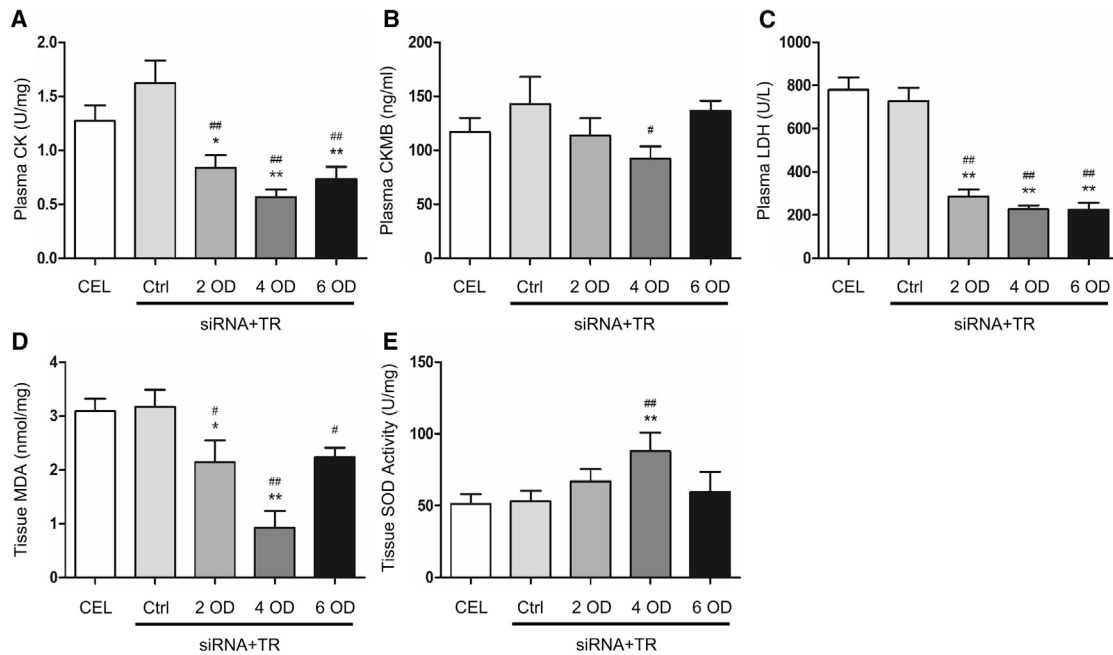 A
Plasma CK (U/mg)
2.0
1.5
1.0
0.5
0.0
##
*
##
**
##
**
CEL Ctrl 2 OD 4 OD 6 OD
siRNA+TR
B
Plasma CKMB (ng/ml)
200
150
100
50
0
#
CEL Ctrl 2 OD 4 OD 6 OD
siRNA+TR
C
Plasma LDH (U/L)
1000
800
600
400
200
0
##
**
##
**
##
**
CEL Ctrl 2 OD 4 OD 6 OD
siRNA+TR
D
Tissue MDA (nmol/mg)
4
3
2
1
0
#
*
##
**
#
CEL Ctrl 2 OD 4 OD 6 OD
siRNA+TR
E
Tissue SOD Activity (U/mg)
150
100
50
0
##
**
CEL Ctrl 2 OD 4 OD 6 OD
siRNA+TR